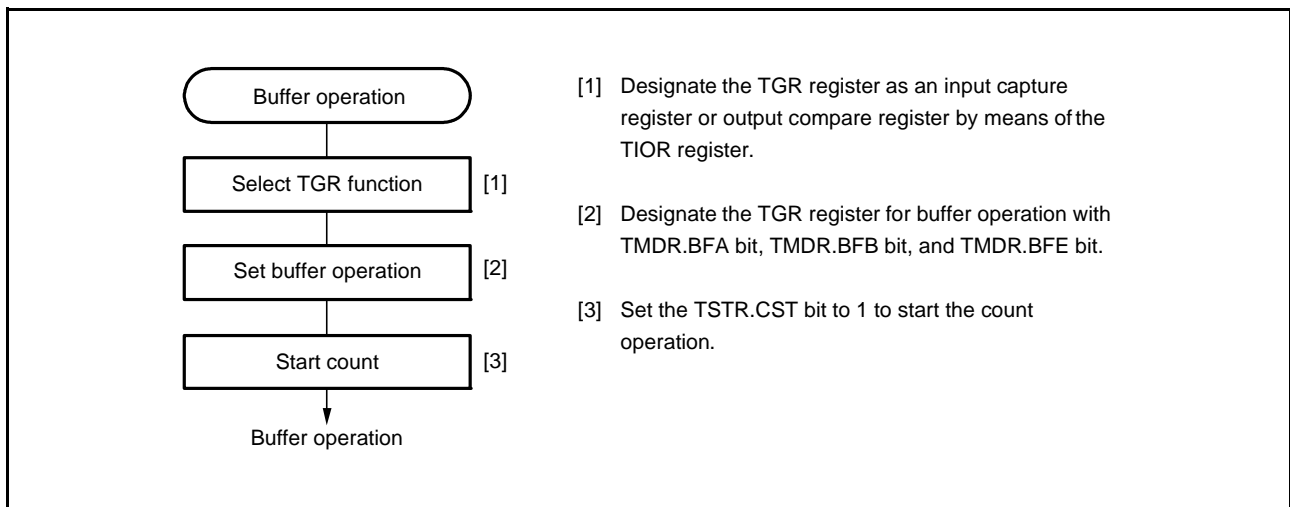 Buffer operation
Select TGR function [1]
Set buffer operation [2]
Start count [3]
Buffer operation
[1] Designate the TGR register as an input capture
register or output compare register by means of the
TIOR register.
[2] Designate the TGR register for buffer operation with
TMDR.BFA bit, TMDR.BFB bit, and TMDR.BFE bit.
[3] Set the TSTR.CST bit to 1 to start the count
operation.